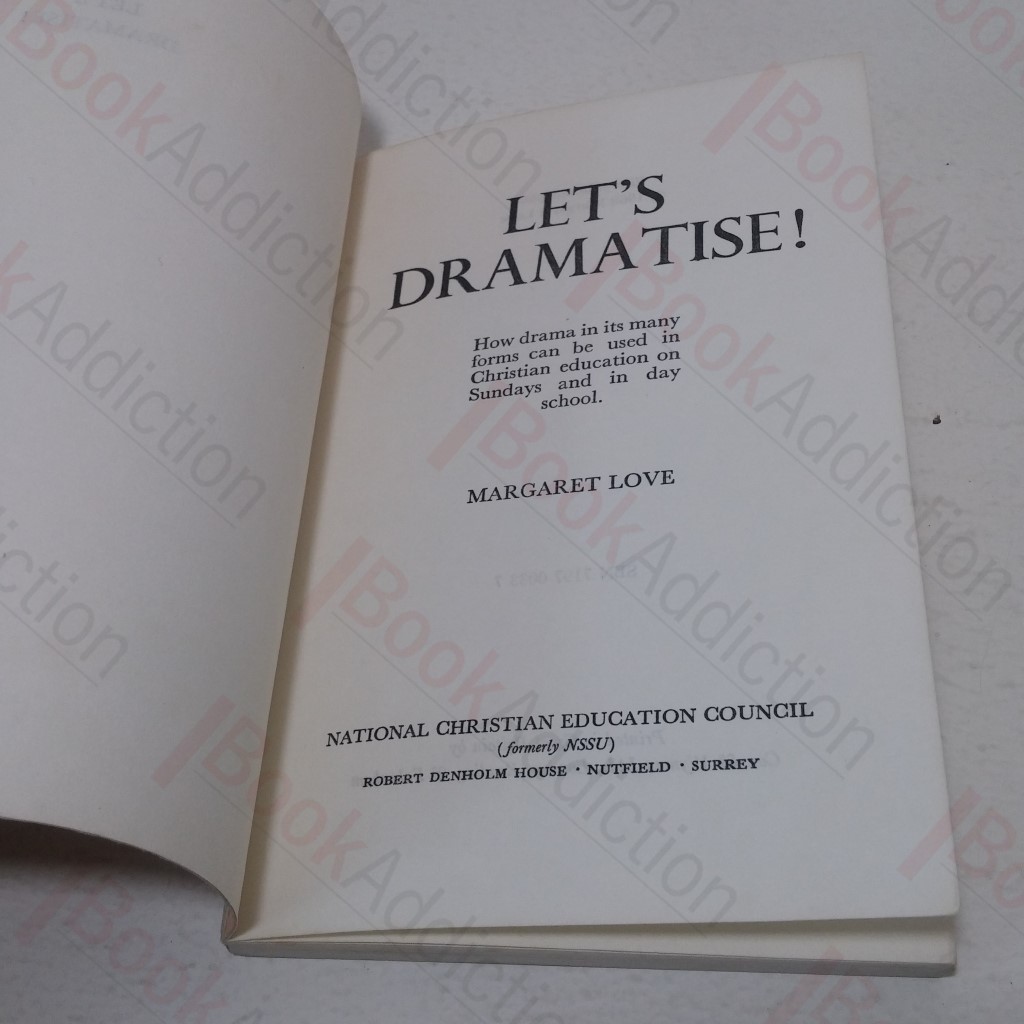 LET'S
DRAMATISE!
How drama in its many
forms can be used in
Christian education on
Sundays and in day
school.
MARGARET LOVE
NATIONAL CHRISTIAN EDUCATION COUNCIL
(formerly NSSU)
ROBERT DENHOLM HOUSE · NUTFIELD · SURREY
BookAddiction